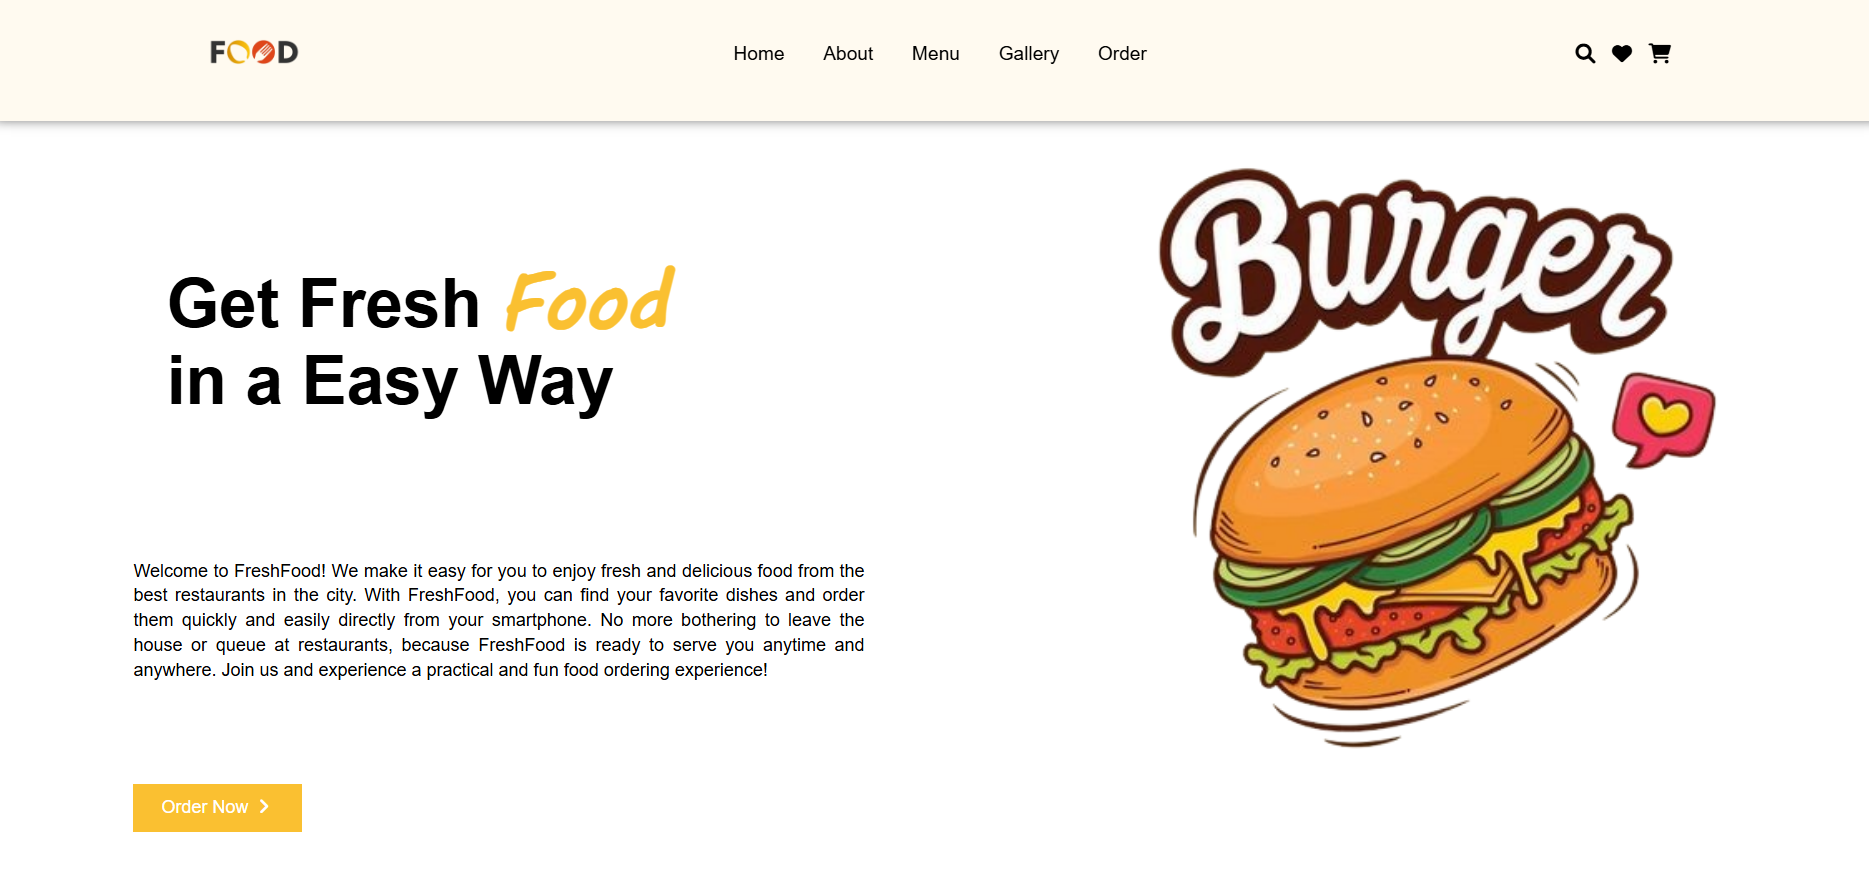 FOOD
Home About Menu Gallery Order
Burger
Get Fresh Food
in a Easy Way
Welcome to FreshFood! We make it easy for you to enjoy fresh and delicious food from the
best restaurants in the city. With FreshFood, you can find your favorite dishes and order
them quickly and easily directly from your smartphone. No more bothering to leave the
house or queue at restaurants, because FreshFood is ready to serve you anytime and
anywhere. Join us and experience a practical and fun food ordering experience!
Order Now